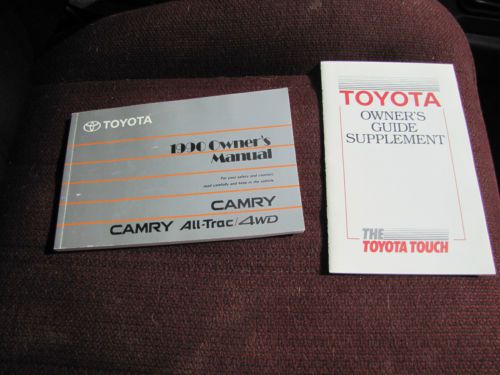 TOYOTA
1990 Owner's
Manual
For your safety and comfort,
read carefully and keep in the vehicle.
CAMRY
CAMRY All-Trac/4WD
TOYOTA
OWNER'S
GUIDE
SUPPLEMENT
THE
TOYOTA TOUCH